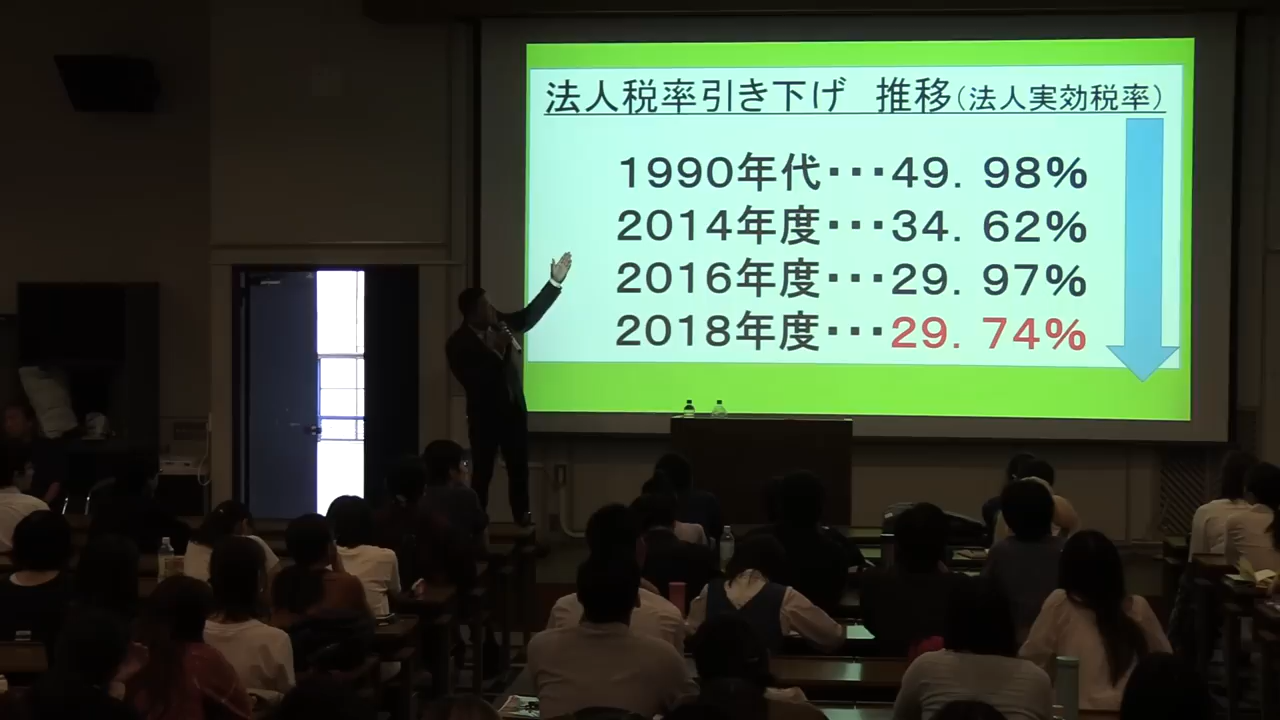 法人税率引き下げ　推移(法人実効税率)
1990年代・・・49. 98%
2014年度・・・34. 62%
2016年度・・・29. 97%
2018年度・・・29. 74%